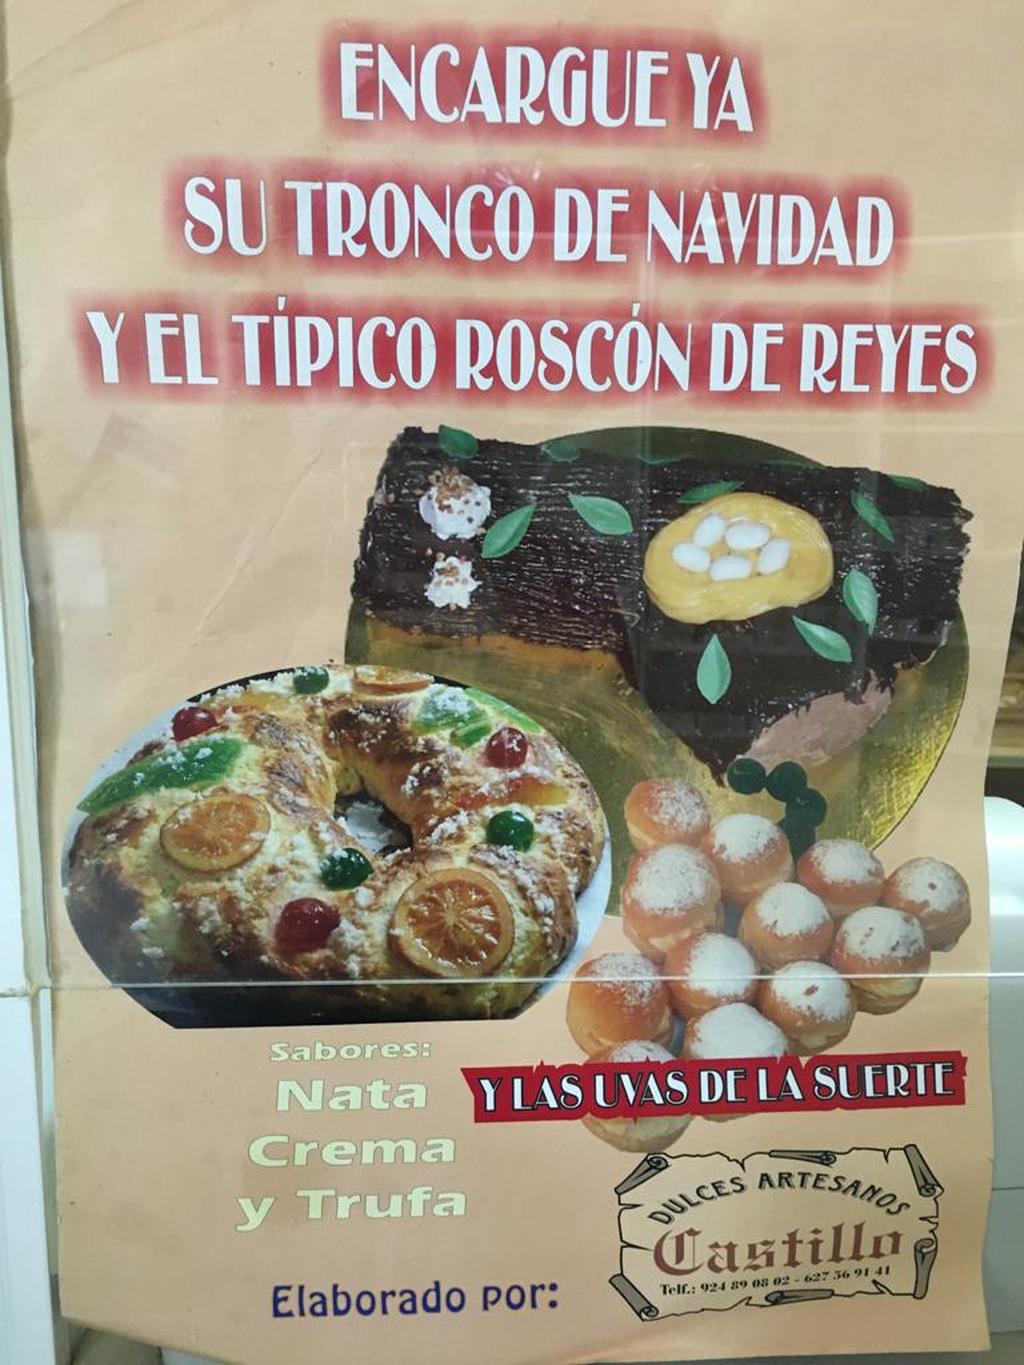 ENCARGUE YA
SU TRONCO DE NAVIDAD
Y EL TÍPICO ROSCÓN DE REYES
Sabores:
Nata
Crema
y Trufa
Y LAS UVAS DE LA SUERTE
Elaborado por:
DULCES ARTESANOS
Castillo
Telf.: 924 89 08 02 - 627 56 91 41